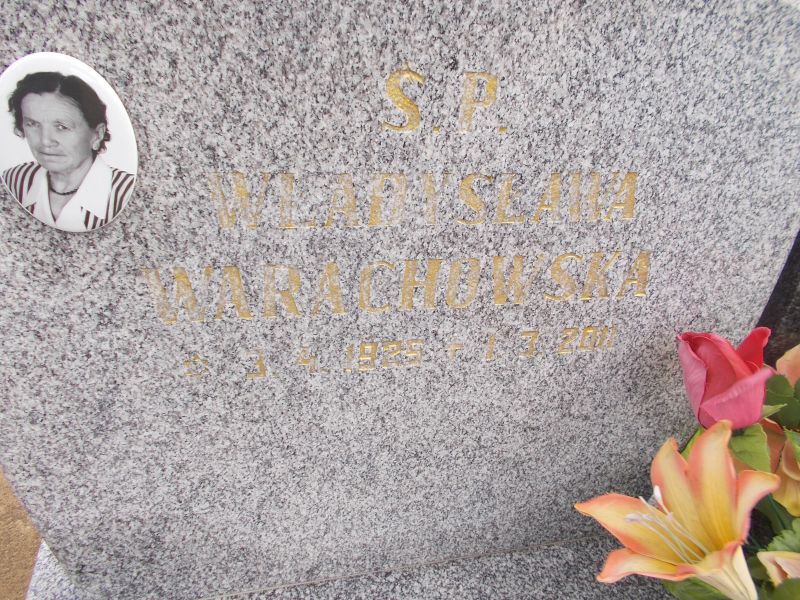 Ś.P.
WŁADYSŁAWA
WARACHOWSKA
☆ 3.4.1925 + 1.3.2011